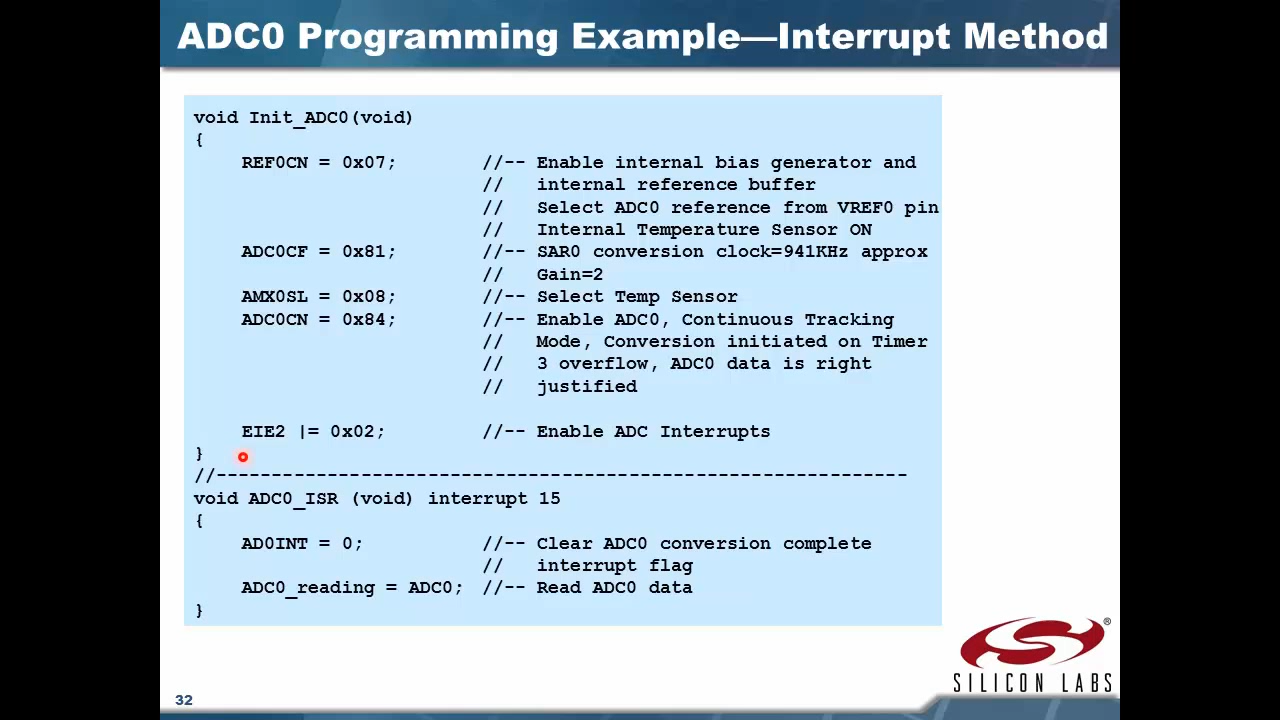 ADC0 Programming Example—Interrupt Method
void Init_ADC0(void)
{
REF0CN = 0x07; //-- Enable internal bias generator and
// internal reference buffer
// Select ADC0 reference from VREF0 pin
// Internal Temperature Sensor ON
ADC0CF = 0x81; //-- SAR0 conversion clock=941KHz approx
// Gain=2
AMX0SL = 0x08; //-- Select Temp Sensor
ADC0CN = 0x84; //-- Enable ADC0, Continuous Tracking
// Mode, Conversion initiated on Timer
// 3 overflow, ADC0 data is right
// justified
EIE2 |= 0x02; //-- Enable ADC Interrupts
}
//--------------------------------------------------------------
void ADC0_ISR (void) interrupt 15
{
AD0INT = 0; //-- Clear ADC0 conversion complete
// interrupt flag
ADC0_reading = ADC0; //-- Read ADC0 data
}
®
SILICON LABS
32